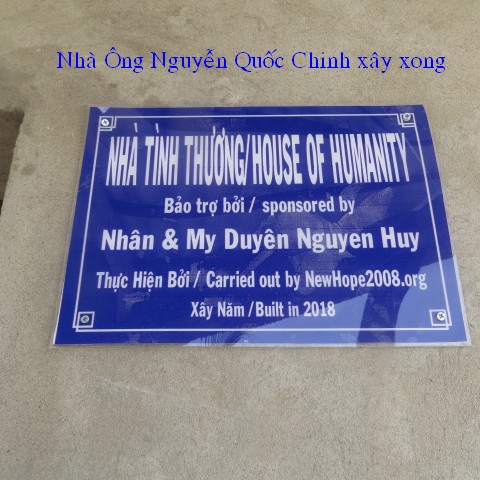 Nhà Ông Nguyễn Quốc Chinh xây xong
NHÀ TÌNH THƯƠNG/HOUSE OF HUMANITY
Bảo trợ bởi / sponsored by
Nhân & My Duyên Nguyen Huy
Thực Hiện Bởi / Carried out by NewHope2008.org
Xây Năm /Built in 2018